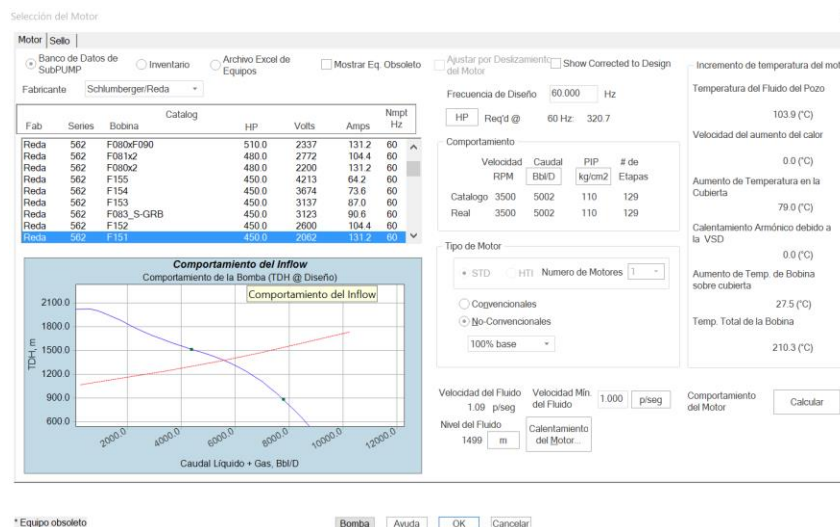 Selección del Motor
Motor Sello
Banco de Datos de SubPUMP
Inventario
Archivo Excel de Equipos
Mostrar Eq. Obsoleto
Ajustar por Deslizamiento del Motor
Show Corrected to Design
Fabricante Schlumberger/Reda
Frecuencia de Diseño 60.000 Hz
HP Req'd @ 60 Hz: 320.7
Catalog
Fab Series Bobina HP Volts Amps Nmpt Hz
Reda 562 F080xF090 510.0 2337 131.2 60
Reda 562 F081x2 480.0 2772 104.4 60
Reda 562 F080x2 480.0 2200 131.2 60
Reda 562 F155 450.0 4213 64.2 60
Reda 562 F154 450.0 3674 73.6 60
Reda 562 F153 450.0 3137 87.0 60
Reda 562 F083_S-GRB 450.0 3123 90.6 60
Reda 562 F152 450.0 2600 104.4 60
Reda 562 F151 450.0 2062 131.2 60
Comportamiento
Velocidad Caudal PIP # de
RPM Bbl/D kg/cm2 Etapas
Catalogo 3500 5002 110 129
Real 3500 5002 110 129
Tipo de Motor
STD HTI Numero de Motores 1
Convencionales
No-Convencionales
100% base
Incremento de temperatura del mot
Temperatura del Fluido del Pozo
103.9 (°C)
Velocidad del aumento del calor
0.0 (°C)
Aumento de Temperatura en la
Cubierta
79.0 (°C)
Calentamiento Armónico debido a
la VSD
0.0 (°C)
Aumento de Temp. de Bobina
sobre cubierta
27.5 (°C)
Temp. Total de la Bobina
210.3 (°C)
Comportamiento del Inflow
Comportamiento de la Bomba (TDH @ Diseño)
Comportamiento del Inflow
TDH, m
2100.0
1800.0
1500.0
1200.0
900.0
600.0
2000.0 4000.0 6000.0 8000.0 10000.0 12000.0
Caudal Líquido + Gas, Bbl/D
Velocidad del Fluido
1.09 p/seg
Velocidad Mín. del Fluido 1.000 p/seg
Nivel del Fluido
1499 m
Calentamiento del Motor...
Comportamiento del Motor
Calcular
* Equipo obsoleto
Bomba Ayuda OK Cancelar